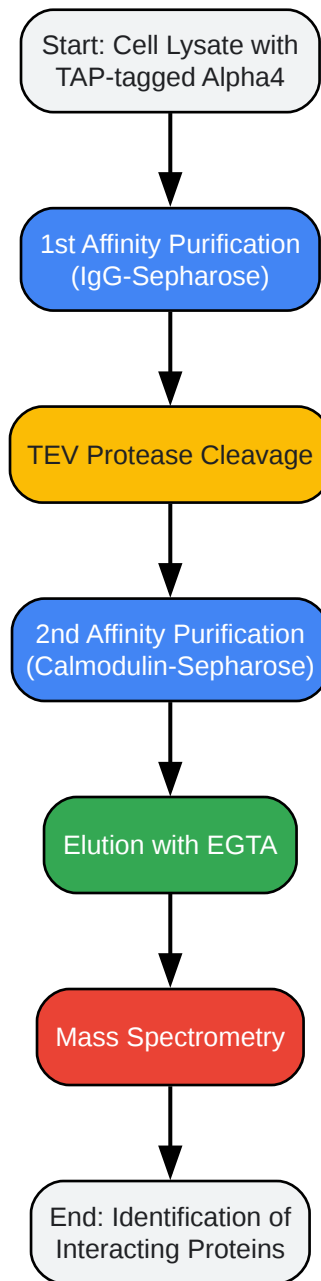 Start: Cell Lysate with
TAP-tagged Alpha4
1st Affinity Purification
(IgG-Sepharose)
TEV Protease Cleavage
2nd Affinity Purification
(Calmodulin-Sepharose)
Elution with EGTA
Mass Spectrometry
End: Identification of
Interacting Proteins